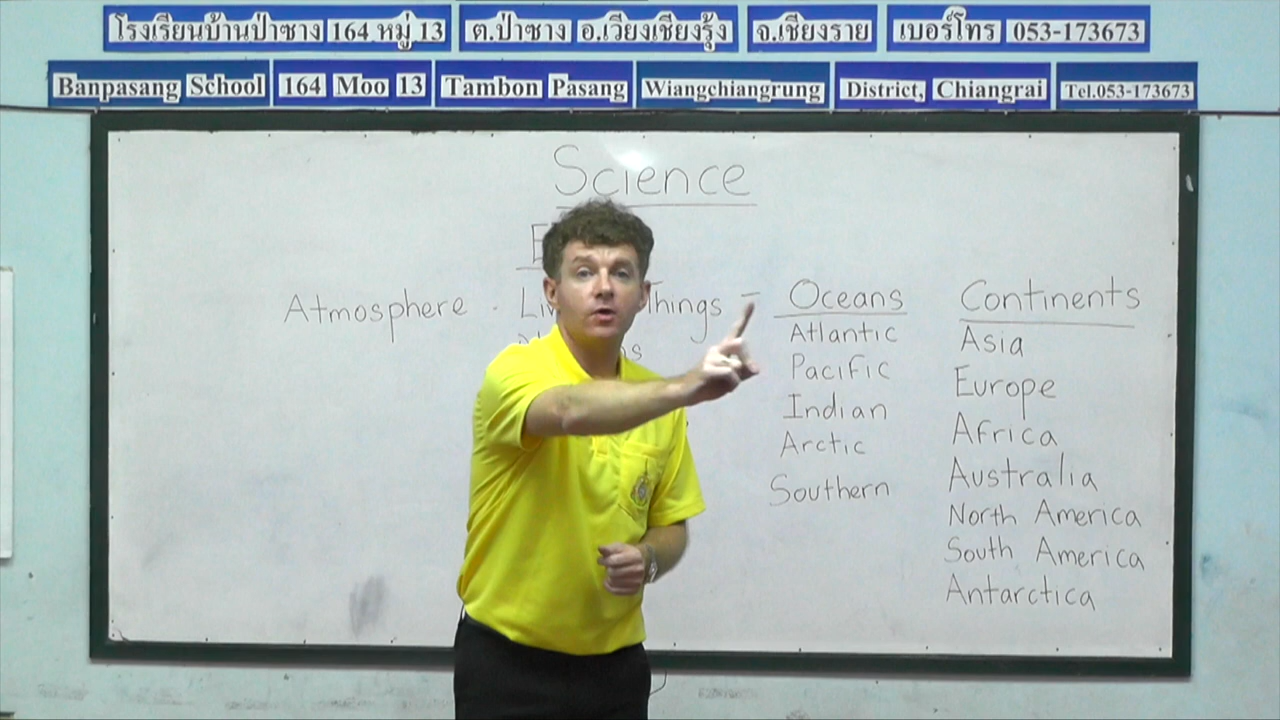 โรงเรียนบ้านป่าซาง 164 หมู่ 13 ต.ป่าซาง อ.เวียงเชียงรุ้ง จ.เชียงราย เบอร์โทร 053-173673
Banpasang School 164 Moo 13 Tambon Pasang Wiangchiangrung District, Chiangrai Tel.053-173673
Science
Atmosphere - Things - Oceans Continents
Atlantic Asia
Pacific Europe
Indian Africa
Arctic Australia
Southern North America
South America
Antarctica